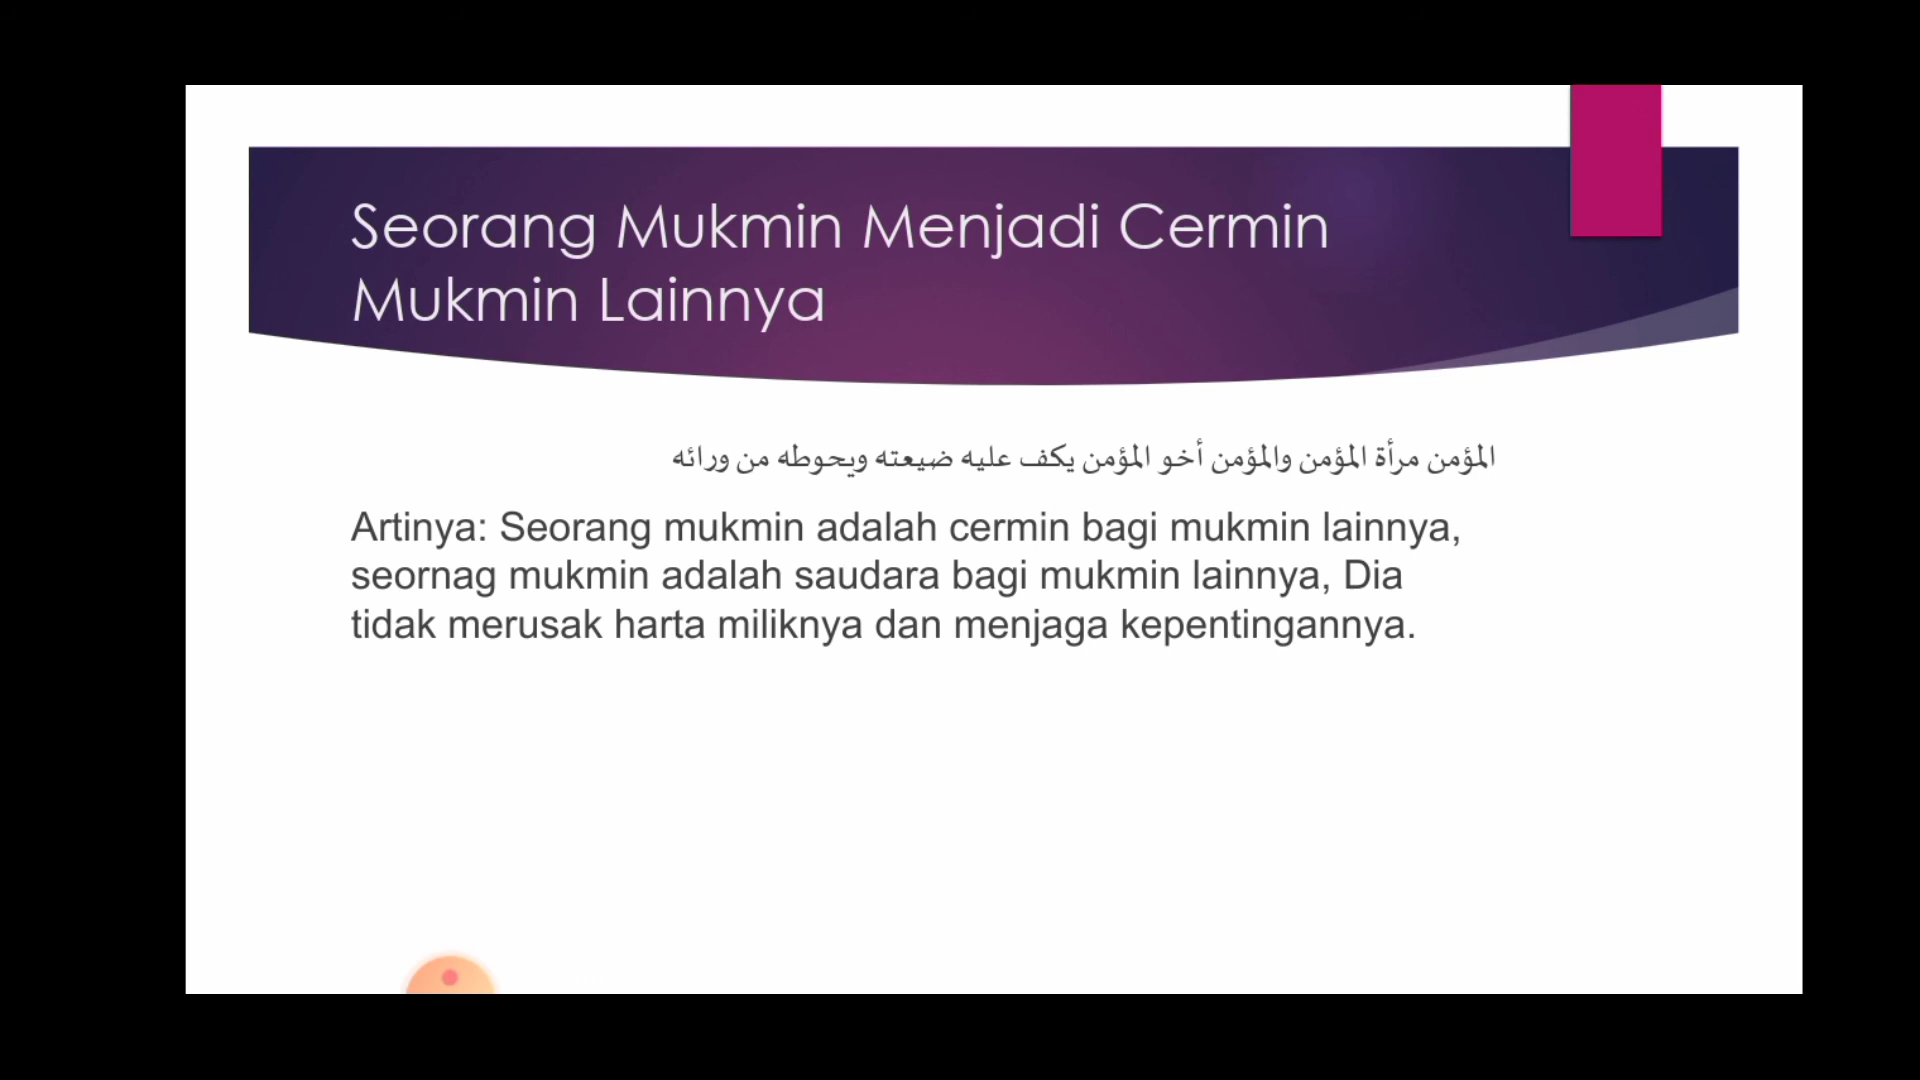 Seorang Mukmin Menjadi Cermin
Mukmin Lainnya
المؤمن مرأة المؤمن والمؤمن أخو المؤمن يكف عليه ضيعته ويحوطه من ورائه
Artinya: Seorang mukmin adalah cermin bagi mukmin lainnya,
seornag mukmin adalah saudara bagi mukmin lainnya, Dia
tidak merusak harta miliknya dan menjaga kepentingannya.